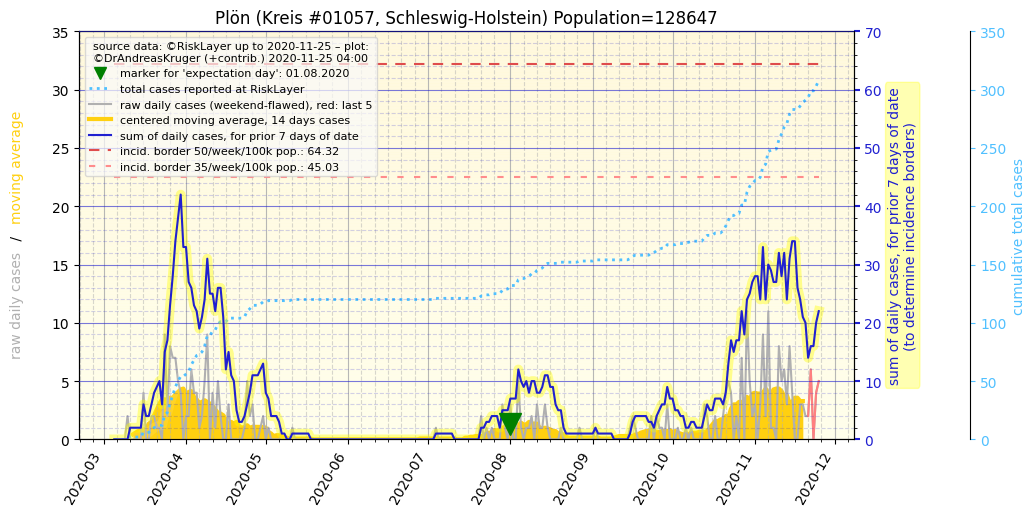 Plön (Kreis #01057, Schleswig-Holstein) Population=128647
source data: ©RiskLayer up to 2020-11-25 – plot:
©DrAndreasKruger (+contrib.) 2020-11-25 04:00
marker for 'expectation day': 01.08.2020
total cases reported at RiskLayer
raw daily cases (weekend-flawed), red: last 5
centered moving average, 14 days cases
sum of daily cases, for prior 7 days of date
incid. border 50/week/100k pop.: 64.32
incid. border 35/week/100k pop.: 45.03
raw daily cases / moving average
35
30
25
20
15
10
5
0
2020-03
2020-04
2020-05
2020-06
2020-07
2020-08
2020-09
2020-10
2020-11
2020-12
70
60
50
40
30
20
10
0
sum of daily cases, for prior 7 days of date
(to determine incidence borders)
350
300
250
200
150
100
50
0
cumulative total cases